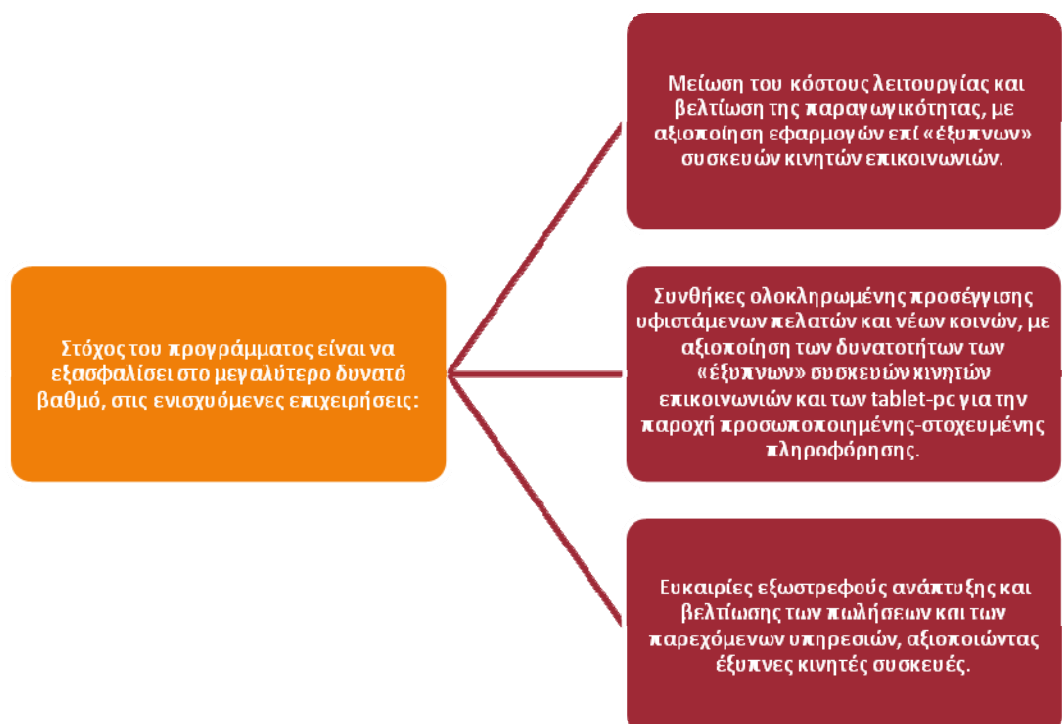 Στόχος του προγράμματος είναι να
εξασφαλίσει στο μεγαλύτερο δυνατό
βαθμό, στις ενισχυόμενες επιχειρήσεις:
Μείωση του κόστους λειτουργίας και
βελτίωση της παραγωγικότητας, με
αξιοποίηση εφαρμογών επί «έξυπνων»
συσκευών κινητών επικοινωνιών.
Συνθήκες ολοκληρωμένης προσέγγισης
υφιστάμενων πελατών και νέων κοινών, με
αξιοποίηση των δυνατοτήτων των
«έξυπνων» συσκευών κινητών
επικοινωνιών και των tablet-pc για την
παροχή προσωποποιημένης-στοχευμένης
πληροφόρησης.
Ευκαιρίες εξωστρεφούς ανάπτυξης και
βελτίωσης των πωλήσεων και των
παρεχόμενων υπηρεσιών, αξιοποιώντας
έξυπνες κινητές συσκευές.